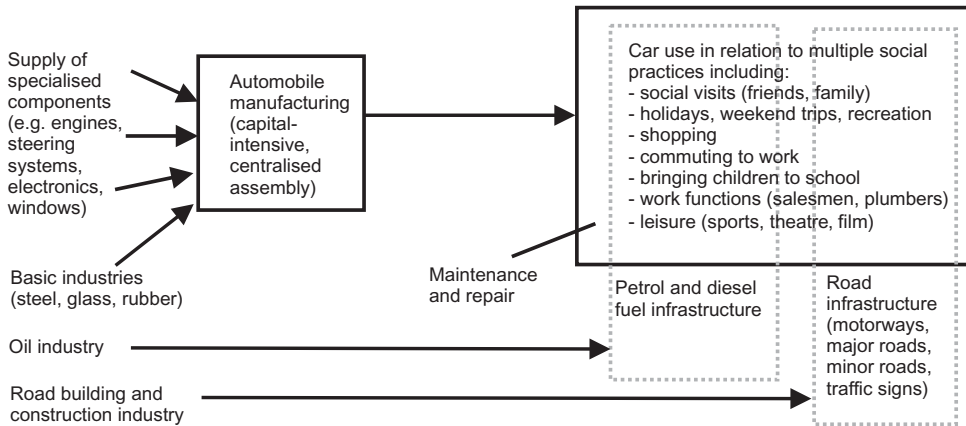 Supply of
specialised
components
(e.g. engines,
steering
systems,
electronics,
windows)
Basic industries
(steel, glass, rubber)
Oil industry
Road building and
construction industry
Automobile
manufacturing
(capital-
intensive,
centralised
assembly)
Maintenance
and repair
Car use in relation to multiple social
practices including:
- social visits (friends, family)
- holidays, weekend trips, recreation
- shopping
- commuting to work
- bringing children to school
- work functions (salesmen, plumbers)
- leisure (sports, theatre, film)
Petrol and diesel
fuel infrastructure
Road
infrastructure
(motorways,
major roads,
minor roads,
traffic signs)